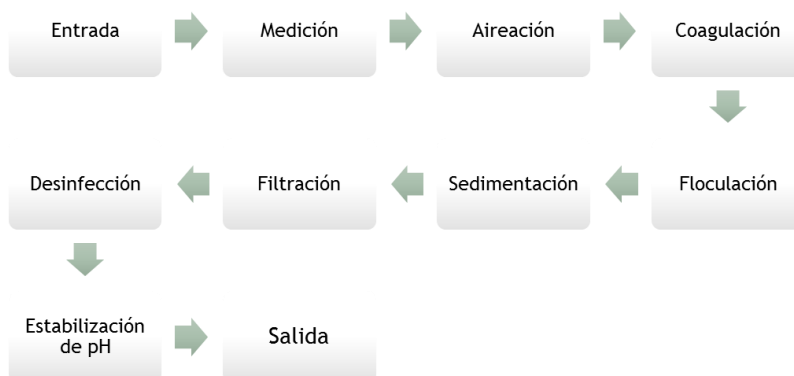 Entrada
Medición
Aireación
Coagulación
Floculación
Sedimentación
Filtración
Desinfección
Estabilización
de pH
Salida